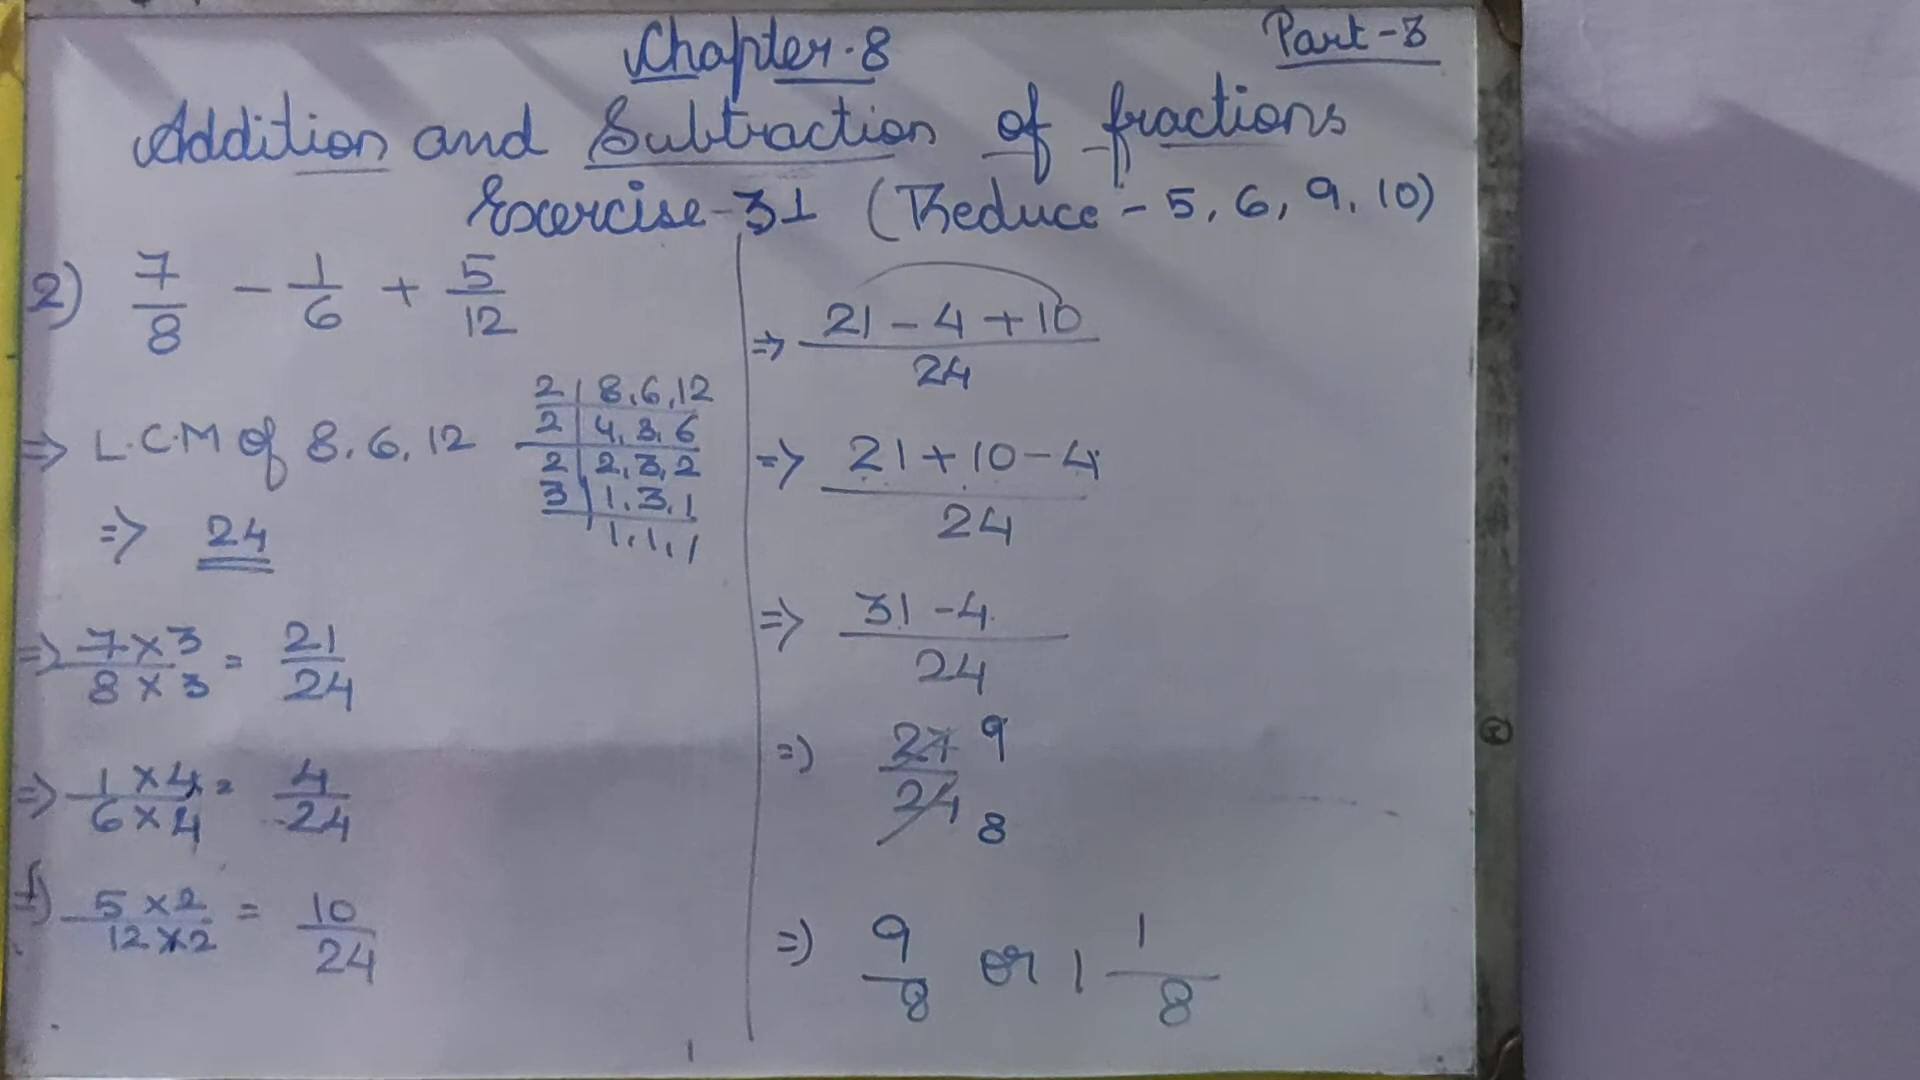 Chapter-8
Part-3
Addition and Subtraction of fractions
Exercise-31 (Reduce - 5, 6, 9, 10)
2) 7/8 - 1/6 + 5/12
=> L.C.M of 8, 6, 12
2 | 8, 6, 12
2 | 4, 3, 6
2 | 2, 3, 2
3 | 1, 3, 1
1, 1, 1
=> 24
=> 7 x 3 / 8 x 3 = 21/24
=> 1 x 4 / 6 x 4 = 4/24
=> 5 x 2 / 12 x 2 = 10/24
=> 21 - 4 + 10 / 24
=> 21 + 10 - 4 / 24
=> 31 - 4 / 24
=> 27/24 9 8
=> 9/8 or 1 1/8